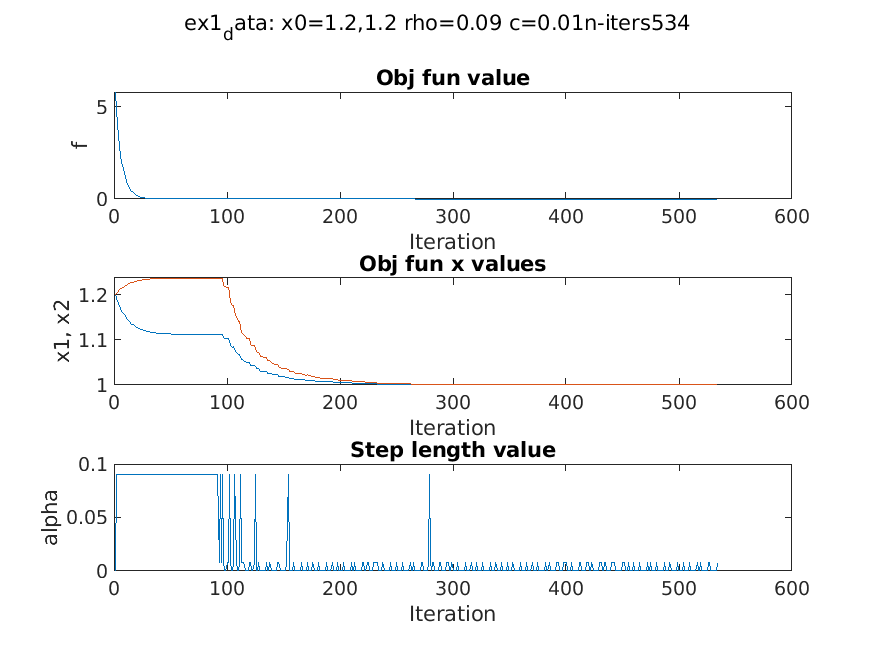 ex1_data: x0=1.2,1.2 rho=0.09 c=0.01n-iters534
Obj fun value
5
f
0
0 100 200 300 400 500 600
Iteration
Obj fun x values
1.2
x1, x2
1.1
1
0 100 200 300 400 500 600
Iteration
Step length value
0.1
alpha
0.05
0
0 100 200 300 400 500 600
Iteration